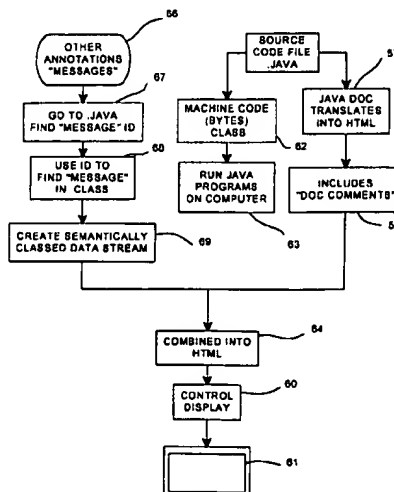 66
OTHER
ANNOTATIONS
"MESSAGES"
67
GO TO .JAVA
FIND "MESSAGE" ID
68
USE ID TO
FIND "MESSAGE"
IN CLASS
CREATE SEMANTICALLY
CLASSED DATA STREAM
69
SOURCE
CODE FILE
.JAVA
MACHINE CODE
(BYTES)
CLASS
62
RUN JAVA
PROGRAMS
ON COMPUTER
63
JAVA DOC
TRANSLATES
INTO HTML
INCLUDES
"DOC COMMENTS"
COMBINED INTO
HTML
64
CONTROL
DISPLAY
60
61